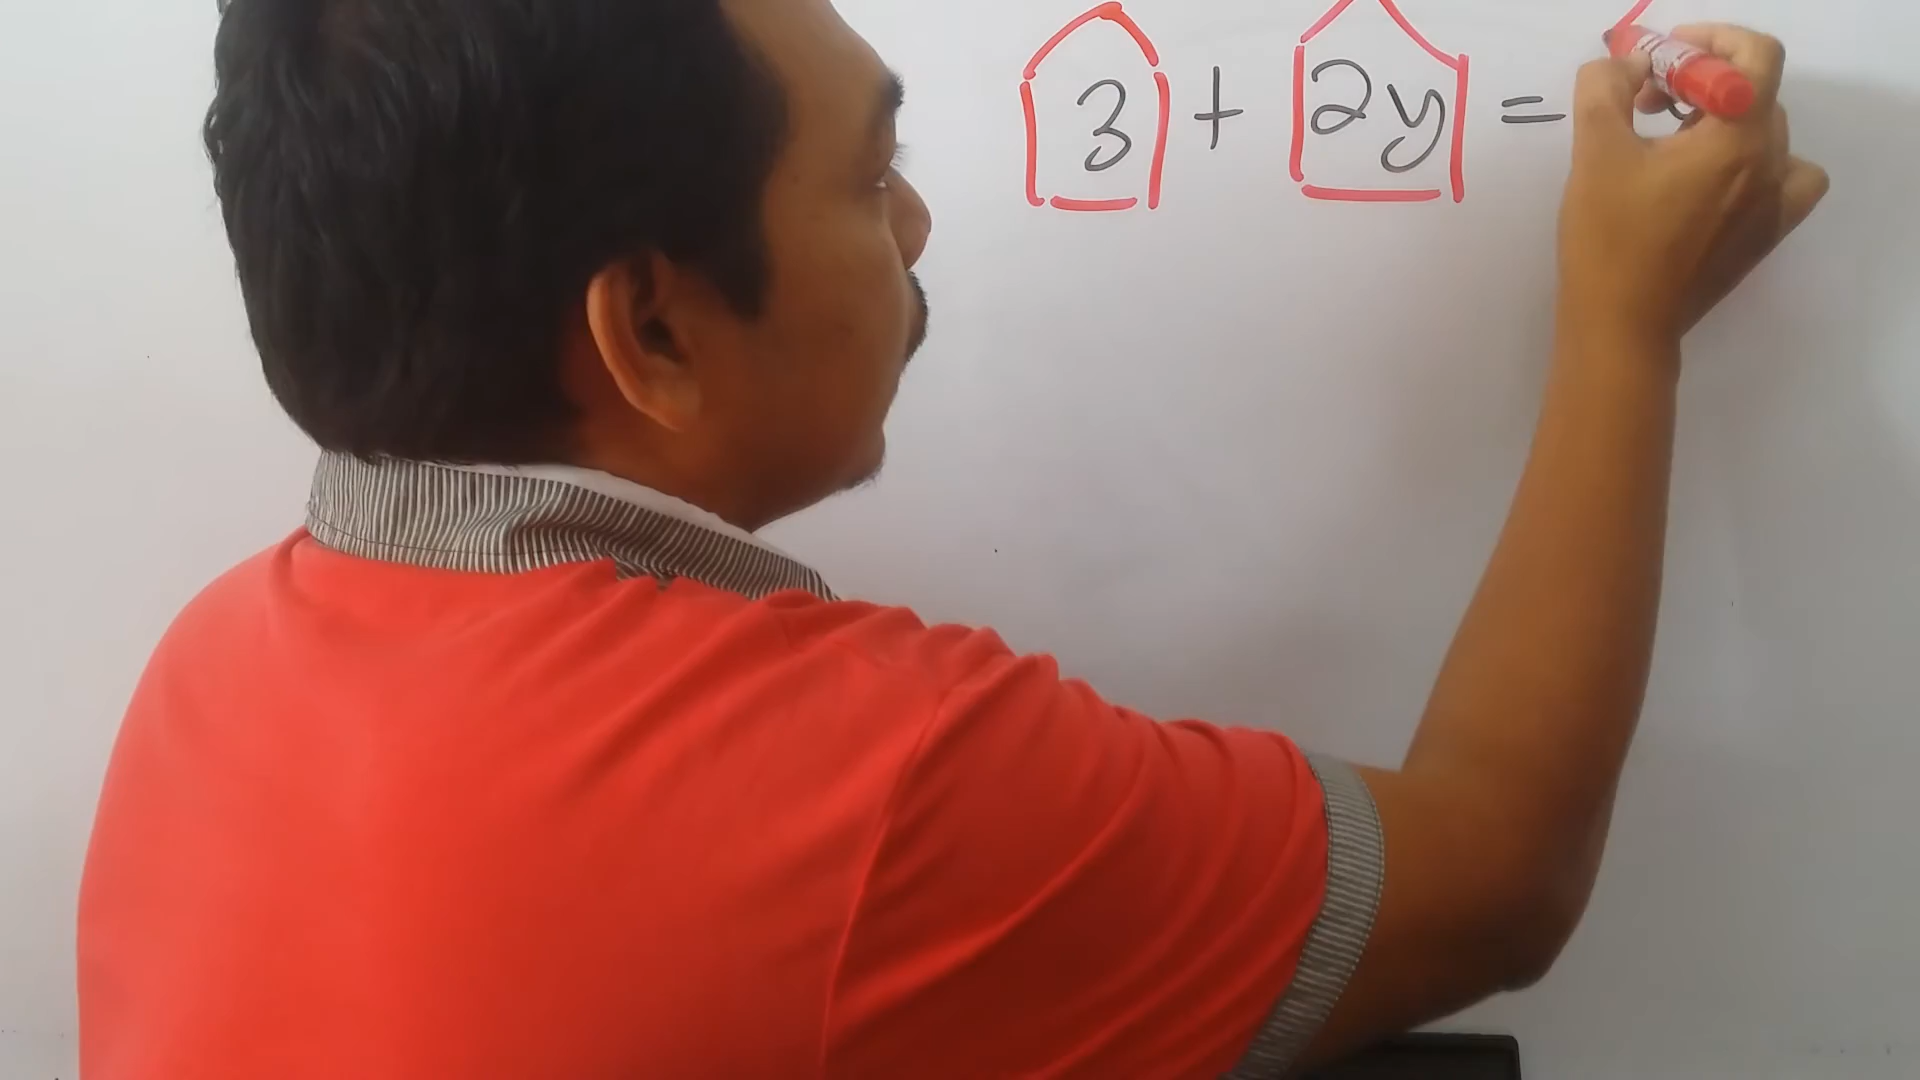 3 + 2y =